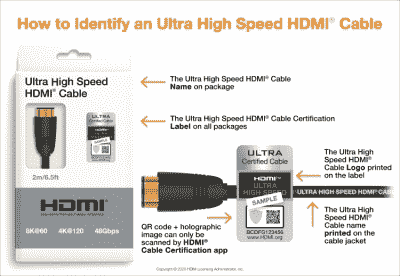 How to Identify an Ultra High Speed HDMI® Cable
Ultra High Speed
HDMI® Cable
2m/6.5ft
HDMI
8K@60 4K@120 48Gbps
The Ultra High Speed HDMI® Cable
Name on package
The Ultra High Speed HDMI® Cable Certification
Label on all packages
ULTRA
Certified Cable
HDMI
ULTRA
HIGH SPEED
SAMPLE
BCDFG123456
www.HDMI.org
The Ultra High
Speed HDMI®
Cable Logo printed
on the label
ULTRA HIGH SPEED HDMI® CAB
The Ultra High
Speed HDMI®
Cable name
printed on the
cable jacket
QR code + holographic
image can only be
scanned by HDMI®
Cable Certification app
Copyright © 2020 HDMI Licensing Administrator, Inc.